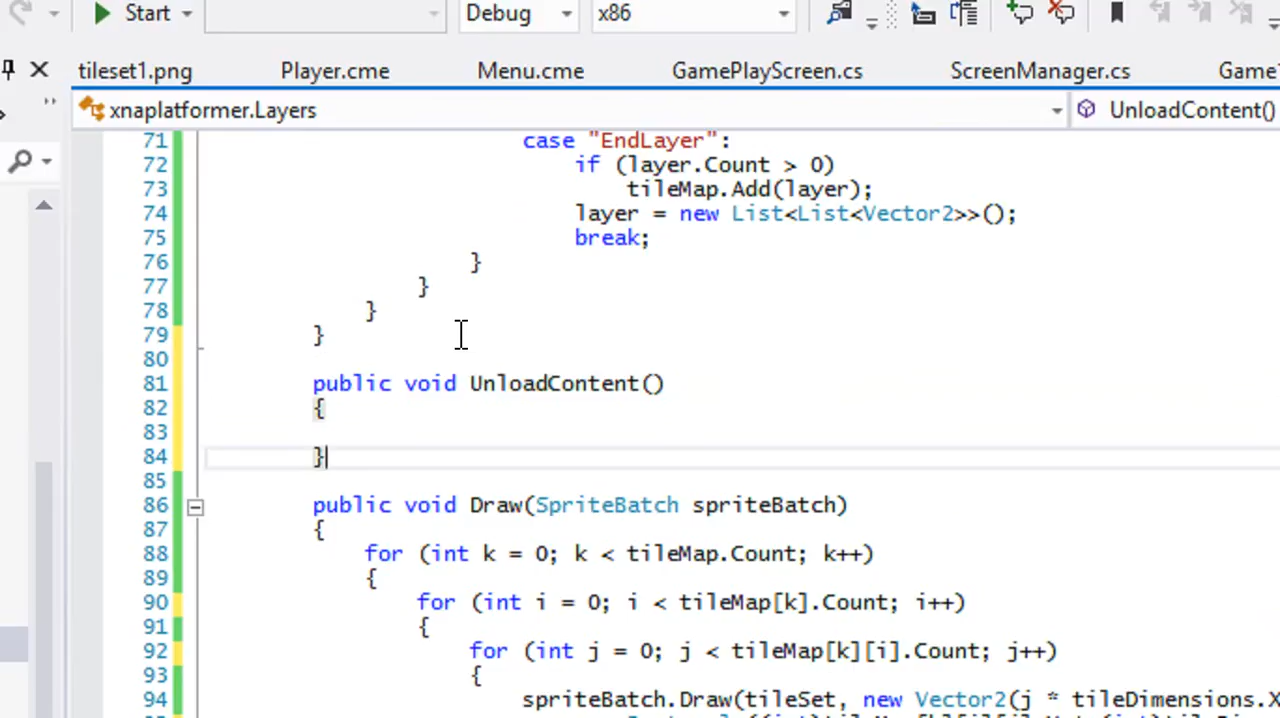 Start Debug x86
tileset1.png Player.cme Menu.cme GamePlayScreen.cs ScreenManager.cs
xnaplatformer.Layers UnloadContent()
71 case "EndLayer":
72 if (layer.Count > 0)
73 tileMap.Add(layer);
74 layer = new List<List<Vector2>>();
75 break;
76 }
77 }
78 }
79 }
80
81 public void UnloadContent()
82 {
83
84 }
85
86 public void Draw(SpriteBatch spriteBatch)
87 {
88 for (int k = 0; k < tileMap.Count; k++)
89 {
90 for (int i = 0; i < tileMap[k].Count; i++)
91 {
92 for (int j = 0; j < tileMap[k][i].Count; j++)
93 {
94 spriteBatch.Draw(tileSet, new Vector2(j * tileDimensions.X